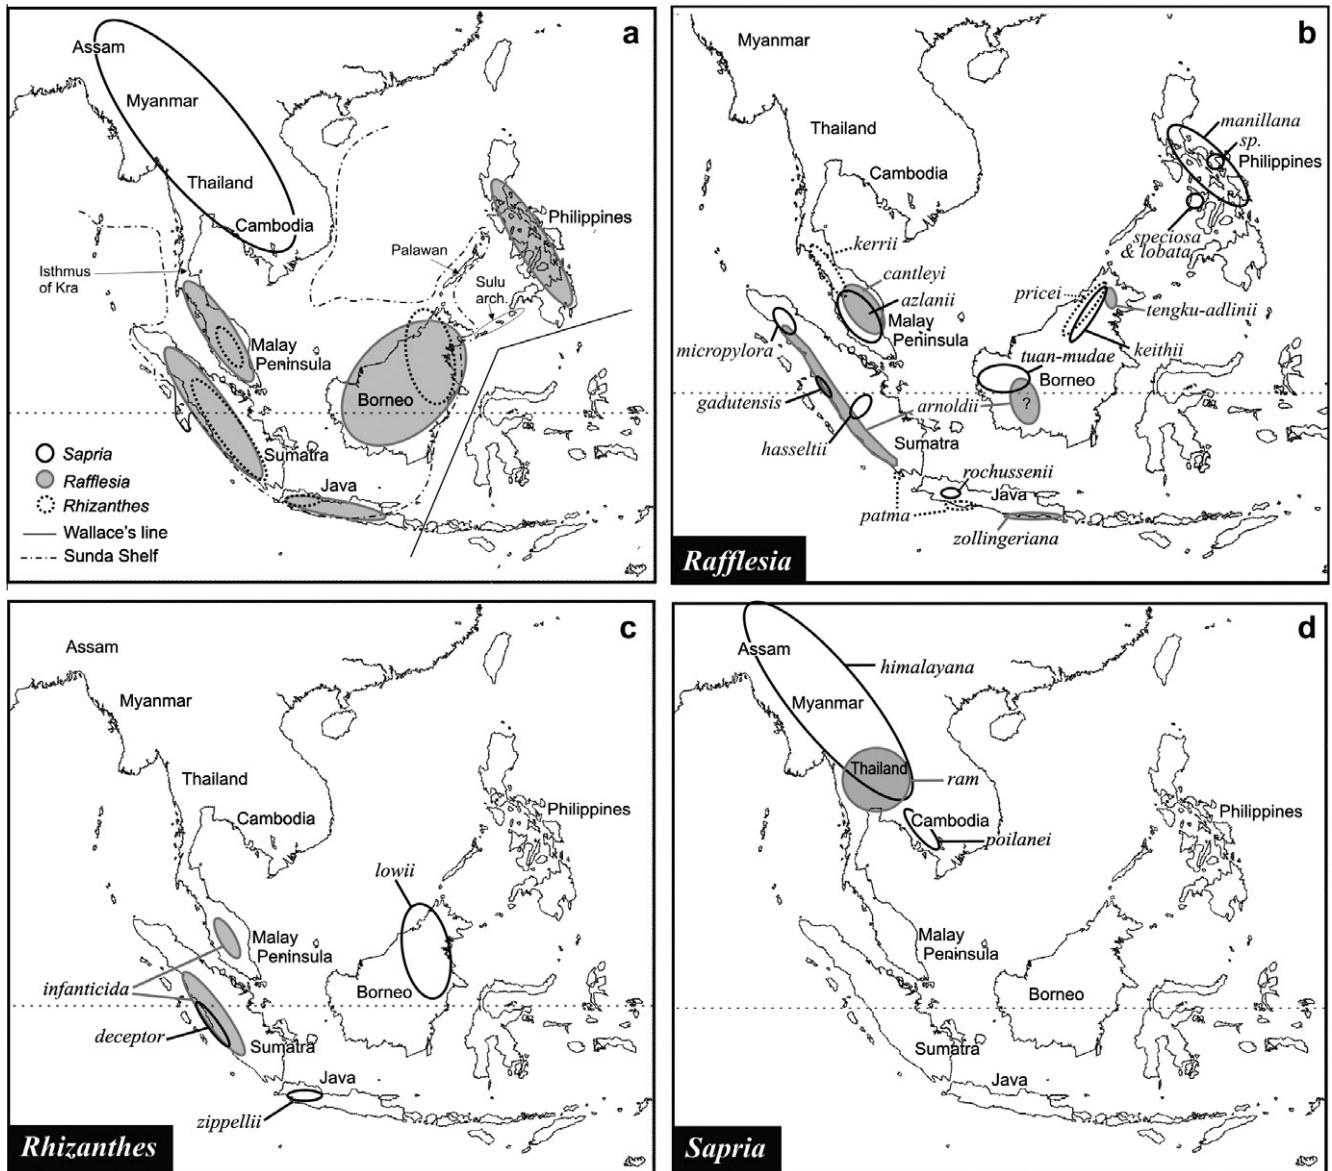 a
Assam
Myanmar
Thailand
Cambodia
Philippines
Palawan
Isthmus
of Kra
Sulu
arch.
Malay
Peninsula
Borneo
Sumatra
Java
Sapria
Rafflesia
Rhizanthes
Wallace's line
Sunda Shelf
b
Myanmar
manillana
Thailand
sp.
Philippines
Cambodia
speciosa
& lobata
kerrii
cantleyi
azlanii
pricei
tengku-adlinii
Malay
Peninsula
micropylora
tuan-mudae
keithii
Borneo
gadutensis
arnoldii
?
hasseltii
Sumatra
rochussenii
Java
patma
zollingeriana
Rafflesia
c
Assam
Myanmar
Thailand
Cambodia
Philippines
lowii
Malay
Peninsula
infanticida
Borneo
deceptor
Sumatra
Java
zippellii
Rhizanthes
d
Assam
himalayana
Myanmar
Thailand
ram
Cambodia
Philippines
poilanei
Malay
Peninsula
Borneo
Sumatra
Java
Sapria